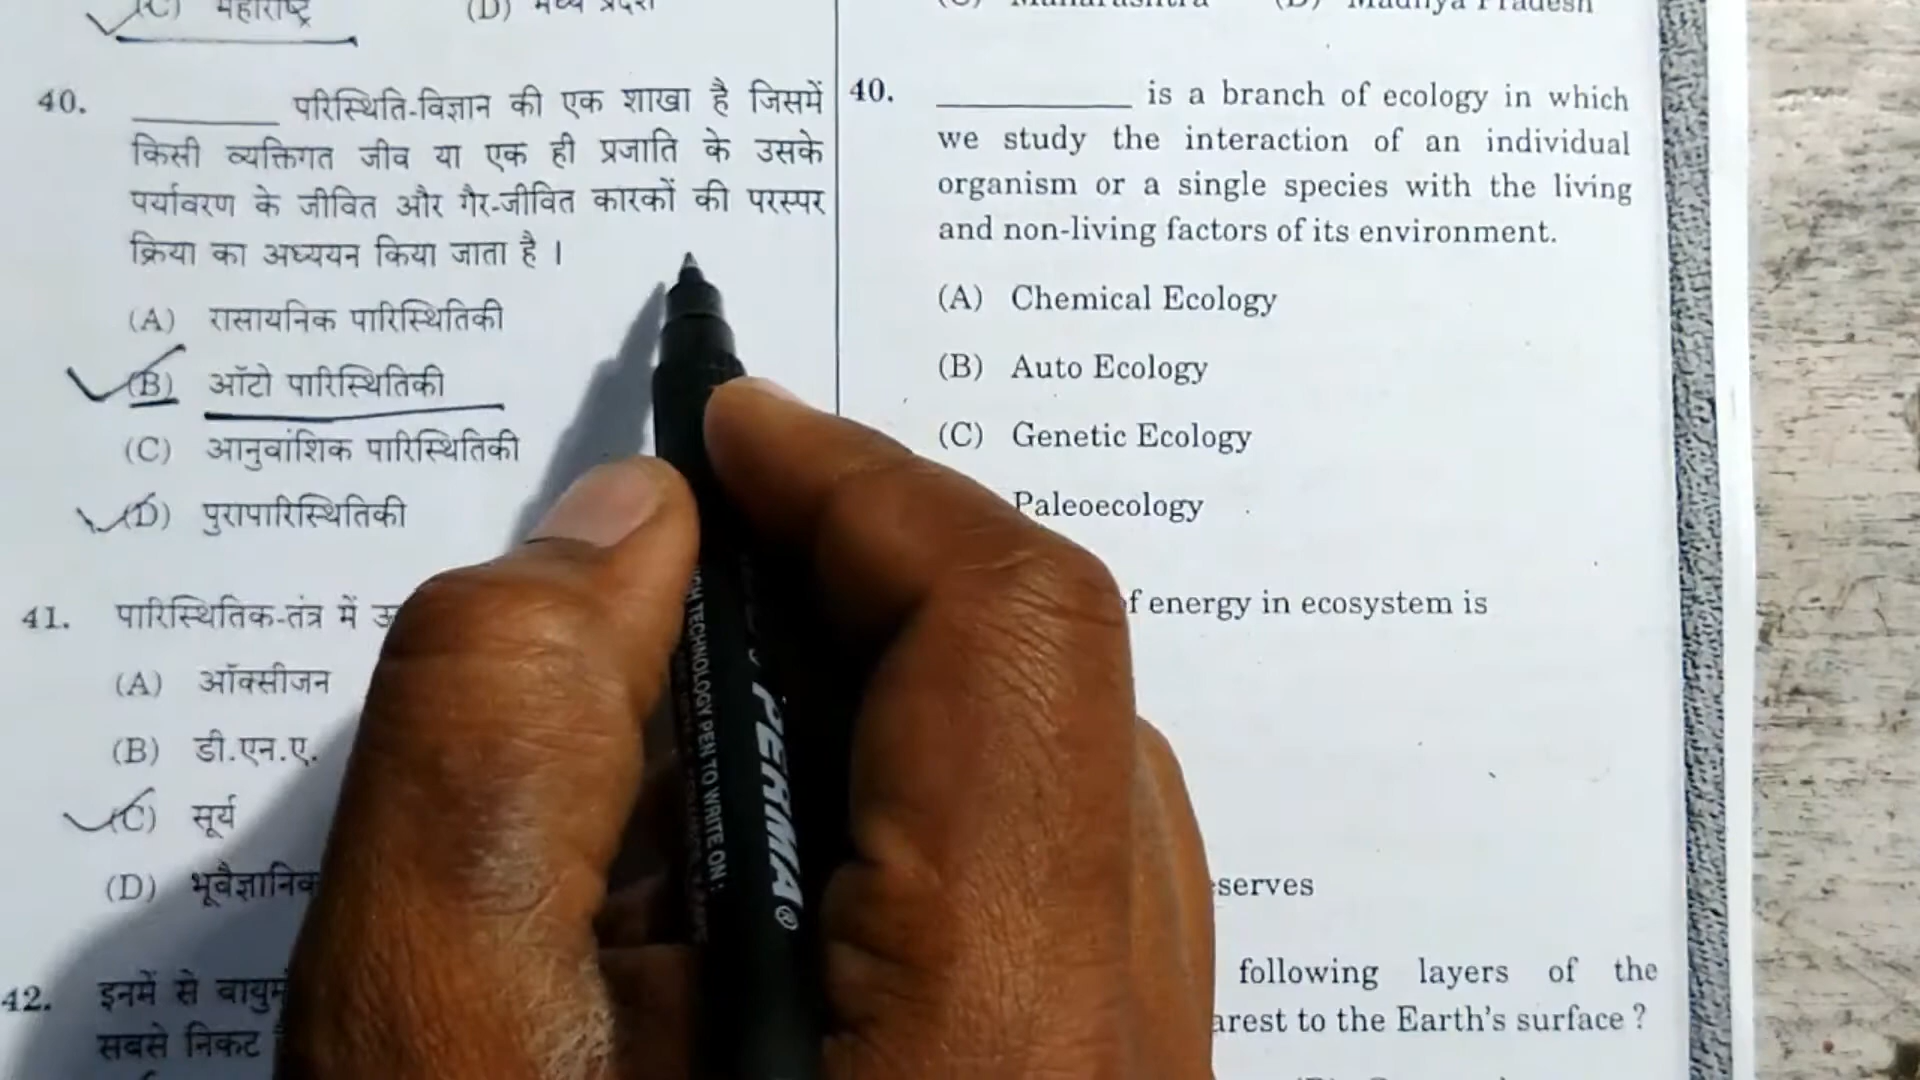 (C) महाराष्ट्र (D) मध्य प्रदेश
40. ________ परिस्थिति-विज्ञान की एक शाखा है जिसमें
किसी व्यक्तिगत जीव या एक ही प्रजाति के उसके
पर्यावरण के जीवित और गैर-जीवित कारकों की परस्पर
क्रिया का अध्ययन किया जाता है ।
(A) रासायनिक पारिस्थितिकी
(B) ऑटो पारिस्थितिकी
(C) आनुवांशिक पारिस्थितिकी
(D) पुरापारिस्थितिकी
41. पारिस्थितिक-तंत्र में
(A) ऑक्सीजन
(B) डी.एन.ए.
(C) सूर्य
(D) भूवैज्ञानिक
42. इनमें से
सबसे निकट
(C) Maharashtra (D) Madhya Pradesh
40. ________ is a branch of ecology in which
we study the interaction of an individual
organism or a single species with the living
and non-living factors of its environment.
(A) Chemical Ecology
(B) Auto Ecology
(C) Genetic Ecology
Paleoecology
of energy in ecosystem is
following layers of the
to the Earth's surface ?
TECHNOLOGY PEN TO WRITE ON :
PERMA®